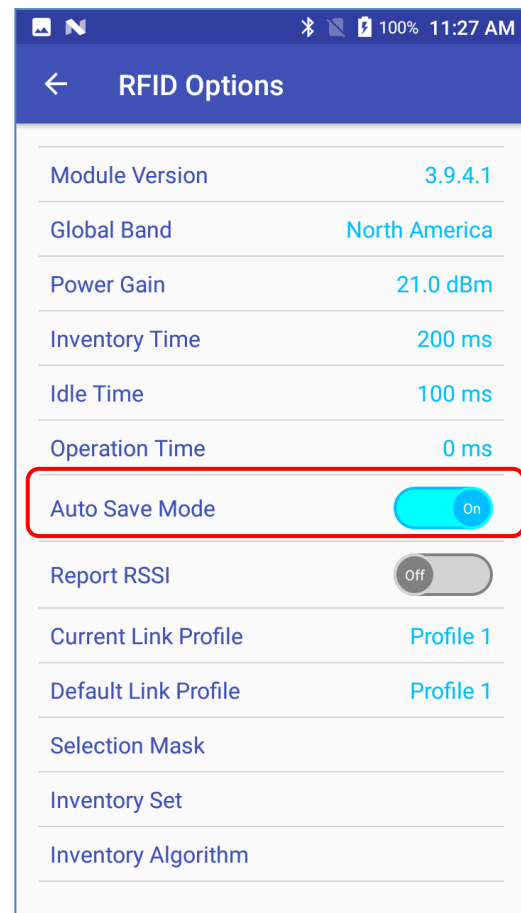 100% 11:27 AM
RFID Options
Module Version 3.9.4.1
Global Band North America
Power Gain 21.0 dBm
Inventory Time 200 ms
Idle Time 100 ms
Operation Time 0 ms
Auto Save Mode On
Report RSSI Off
Current Link Profile Profile 1
Default Link Profile Profile 1
Selection Mask
Inventory Set
Inventory Algorithm